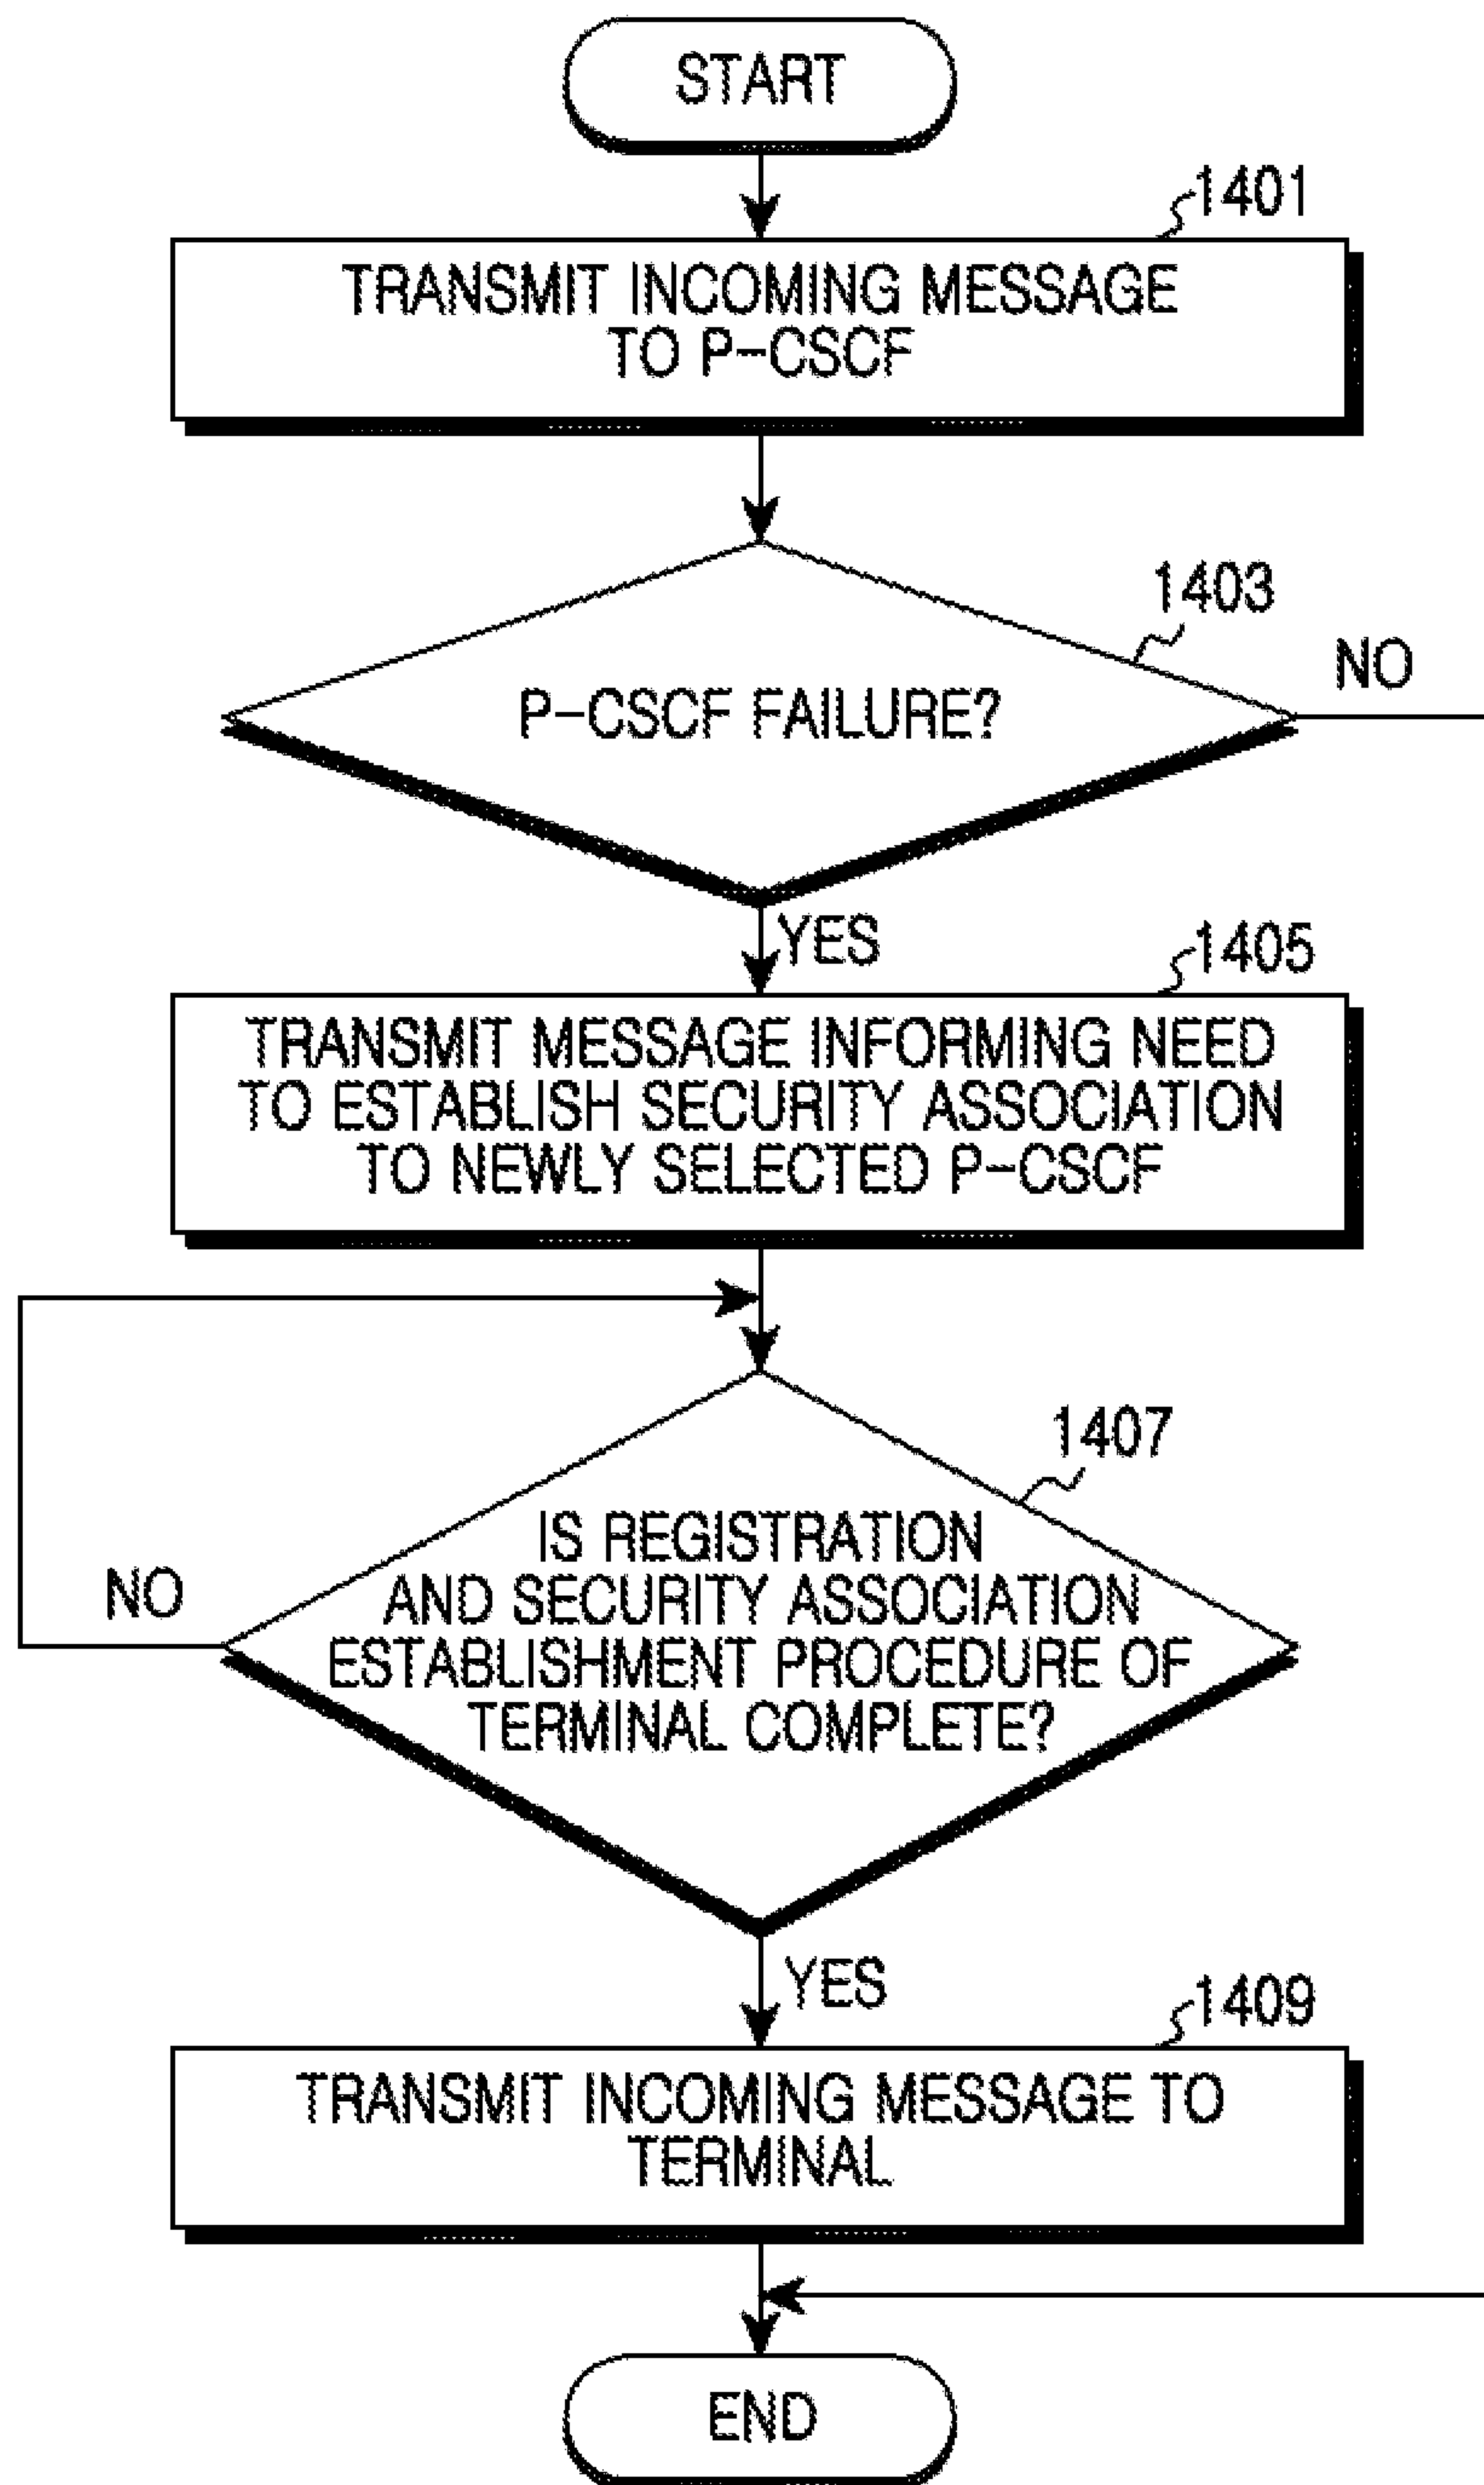 START
1401
TRANSMIT INCOMING MESSAGE
TO P-CSCF
1403
NO
P-CSCF FAILURE?
YES
1405
TRANSMIT MESSAGE INFORMING NEED
TO ESTABLISH SECURITY ASSOCIATION
TO NEWLY SELECTED P-CSCF
1407
IS REGISTRATION
AND SECURITY ASSOCIATION
ESTABLISHMENT PROCEDURE OF
TERMINAL COMPLETE?
NO
YES
1409
TRANSMIT INCOMING MESSAGE TO
TERMINAL
END